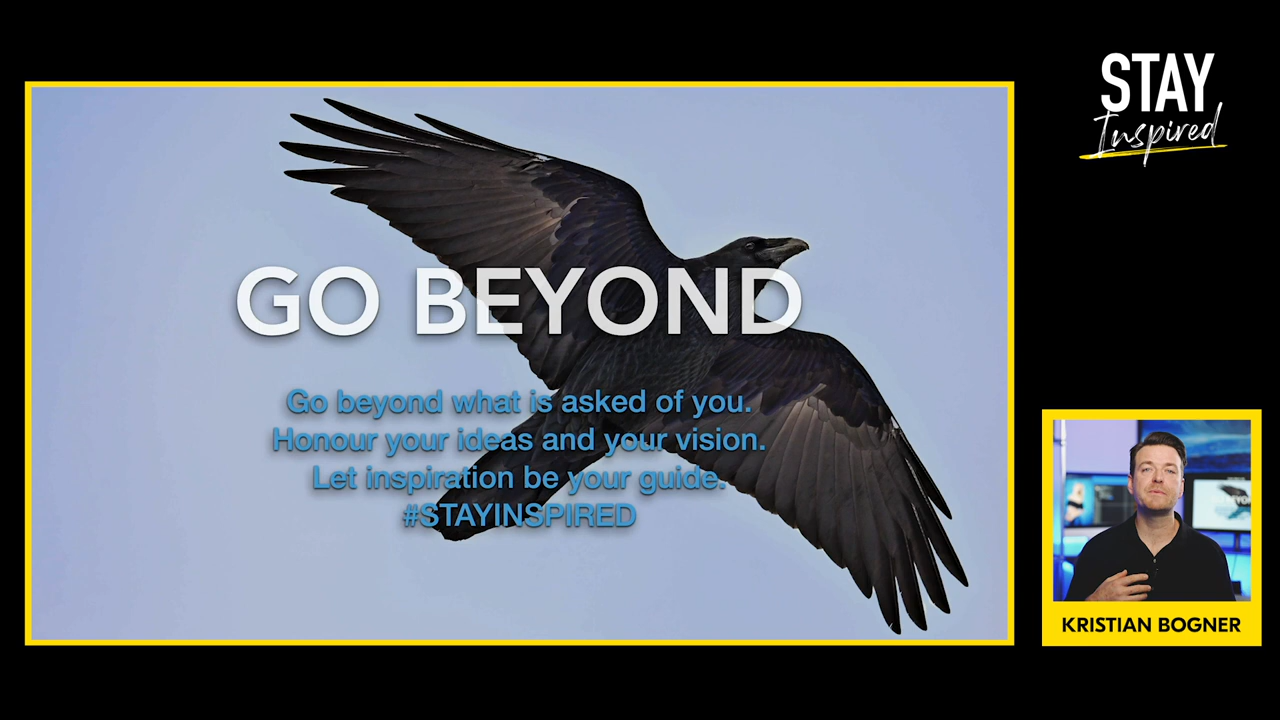 STAY
Inspired
GO BEYOND
Go beyond what is asked of you.
Honour your ideas and your vision.
Let inspiration be your guide.
#STAYINSPIRED
KRISTIAN BOGNER